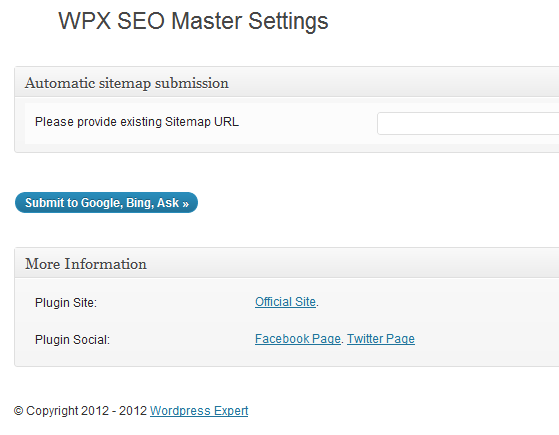 WPX SEO Master Settings
Automatic sitemap submission
Please provide existing Sitemap URL
Submit to Google, Bing, Ask »
More Information
Plugin Site: Official Site.
Plugin Social: Facebook Page. Twitter Page
© Copyright 2012 - 2012 Wordpress Expert